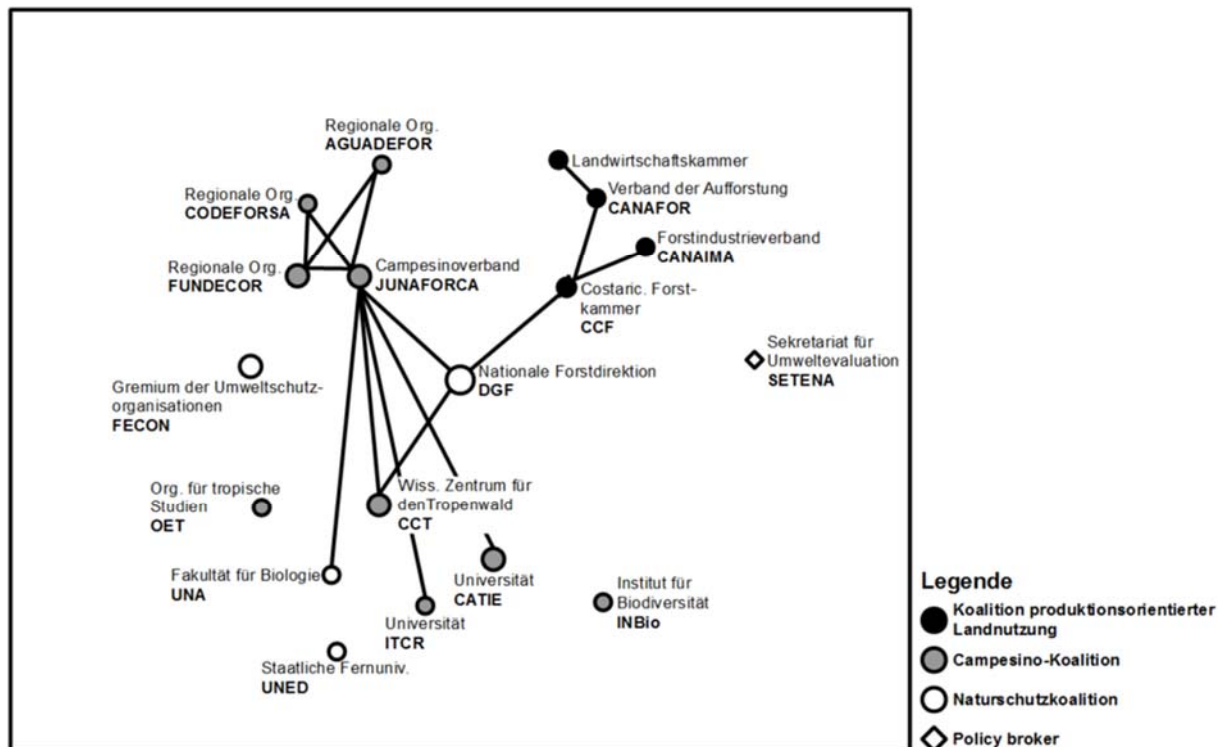 Regionale Org.
AGUADEFOR
Landwirtschaftskammer
Regionale Org.
CODEFORSA
Verband der Aufforstung
CANAFOR
Forstindustrieverband
CANAIMA
Regionale Org.
FUNDECOR
Campesinoverband
JUNAFORCA
Costaric. Forst-
kammer
CCF
Sekretariat für
Umweltevaluation
SETENA
Gremium der Umweltschutz-
organisationen
FECON
Nationale Forstdirektion
DGF
Org. für tropische
Studien
OET
Wiss. Zentrum für
denTropenwald
CCT
Fakultät für Biologie
UNA
Universität
CATIE
Institut für
Biodiversität
INBio
Universität
ITCR
Staatliche Fernuniv.
UNED
Legende
Koalition produktionsorientierter
Landnutzung
Campesino-Koalition
Naturschutzkoalition
Policy broker